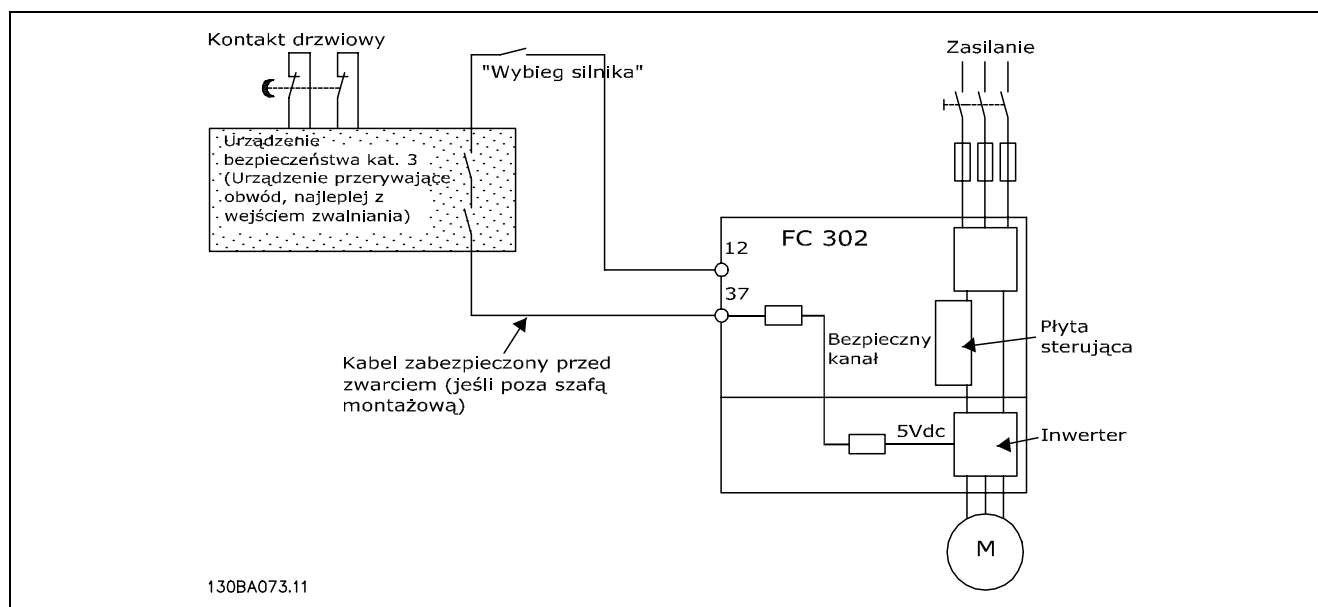 Kontakt drzwiowy
"Wybieg silnika"
Zasilanie
Urządzenie
bezpieczeństwa kat. 3
(Urządzenie przerywające
obwód, najlepiej z
wejściem zwalniania)
FC 302
12
37
Bezpieczny
kanał
Płyta
sterująca
Kabel zabezpieczony przed
zwarciem (jeśli poza szafą
montażową)
5Vdc
Inwerter
M
130BA073.11